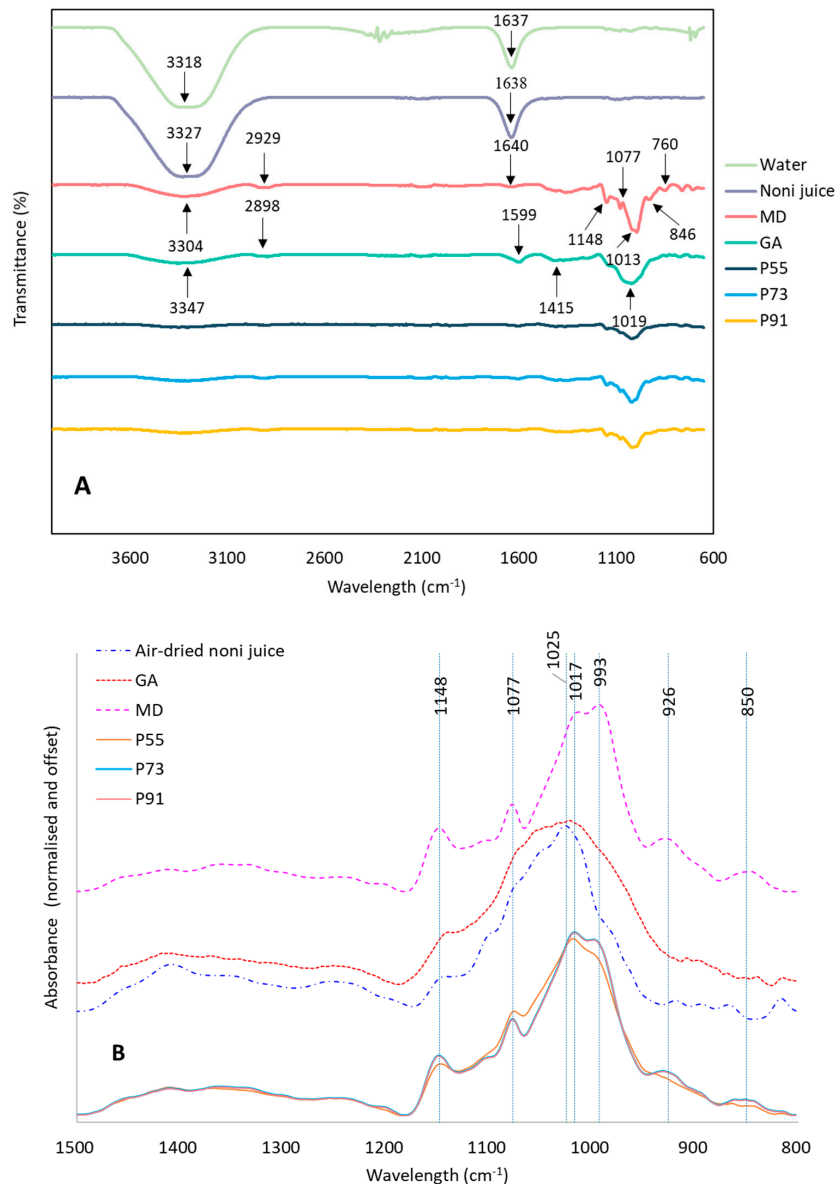 1637
3318
1638
3327
2929
1640
1077
760
2898
1599
1148
846
3304
1013
3347
1415
1019
Transmittance (%)
Water
Noni juice
MD
GA
P55
P73
P91
A
3600
3100
2600
2100
1600
1100
600
Wavelength (cm-1)
Air-dried noni juice
GA
MD
P55
P73
P91
1148
1077
1025
1017
993
926
850
Absorbance (normalised and offset)
B
1500
1400
1300
1200
1100
1000
900
800
Wavelength (cm-1)